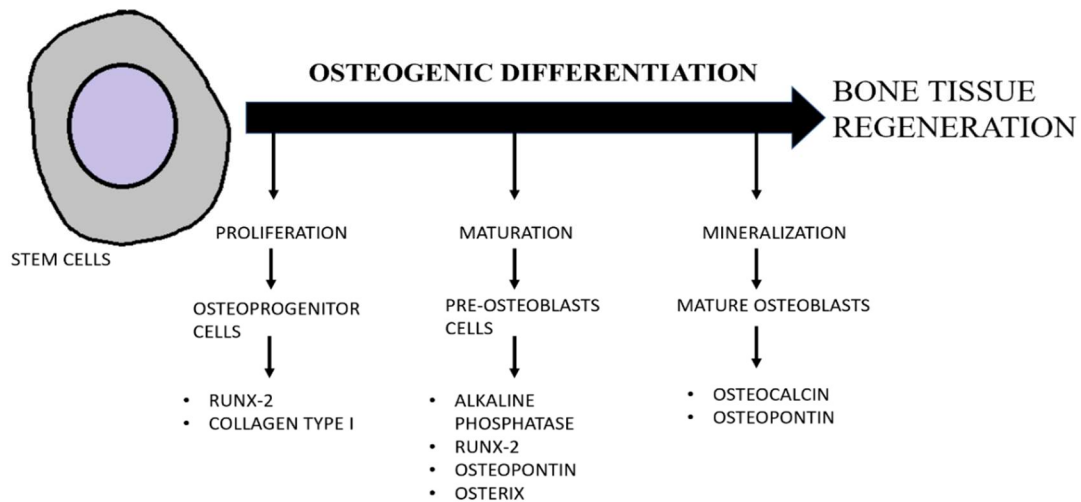 OSTEOGENIC DIFFERENTIATION
BONE TISSUE
REGENERATION
STEM CELLS
PROLIFERATION
OSTEOPROGENITOR
CELLS
• RUNX-2
• COLLAGEN TYPE I
MATURATION
PRE-OSTEOBLASTS
CELLS
• ALKALINE
PHOSPHATASE
• RUNX-2
• OSTEOPONTIN
• OSTERIX
MINERALIZATION
MATURE OSTEOBLASTS
• OSTEOCALCIN
• OSTEOPONTIN